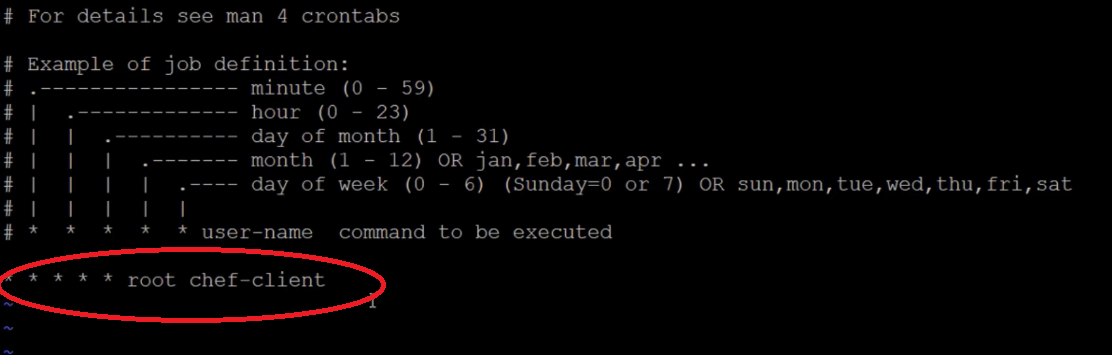 # For details see man 4 crontabs
# Example of job definition:
# .---------------- minute (0 - 59)
# |  .------------- hour (0 - 23)
# |  |  .---------- day of month (1 - 31)
# |  |  |  .------- month (1 - 12) OR jan,feb,mar,apr ...
# |  |  |  |  .---- day of week (0 - 6) (Sunday=0 or 7) OR sun,mon,tue,wed,thu,fri,sat
# |  |  |  |  |
# *  *  *  *  * user-name  command to be executed
* * * * * root chef-client
~
~
~